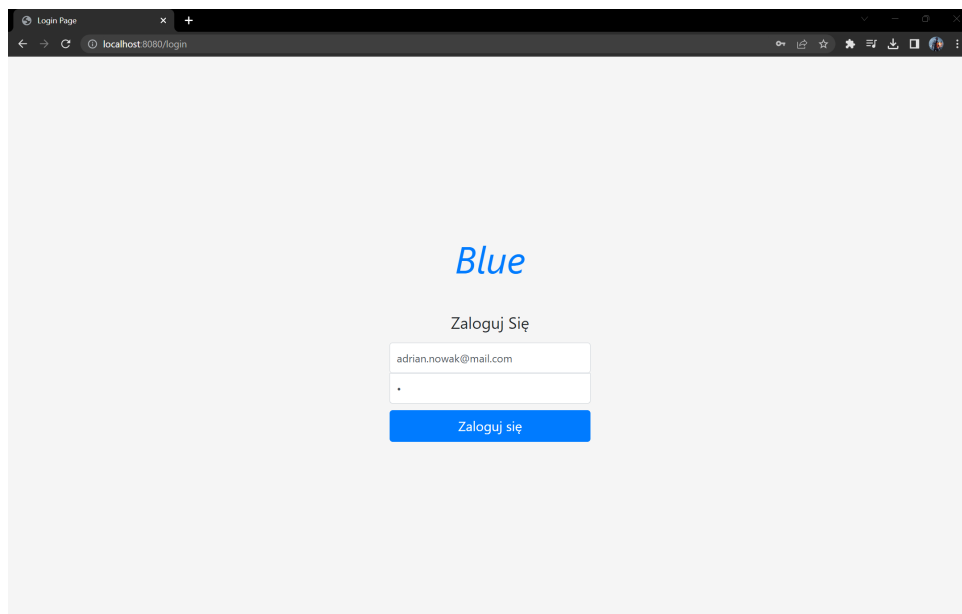 Login Page
localhost:8080/login
Blue
Zaloguj Się
adrian.nowak@mail.com
Zaloguj się